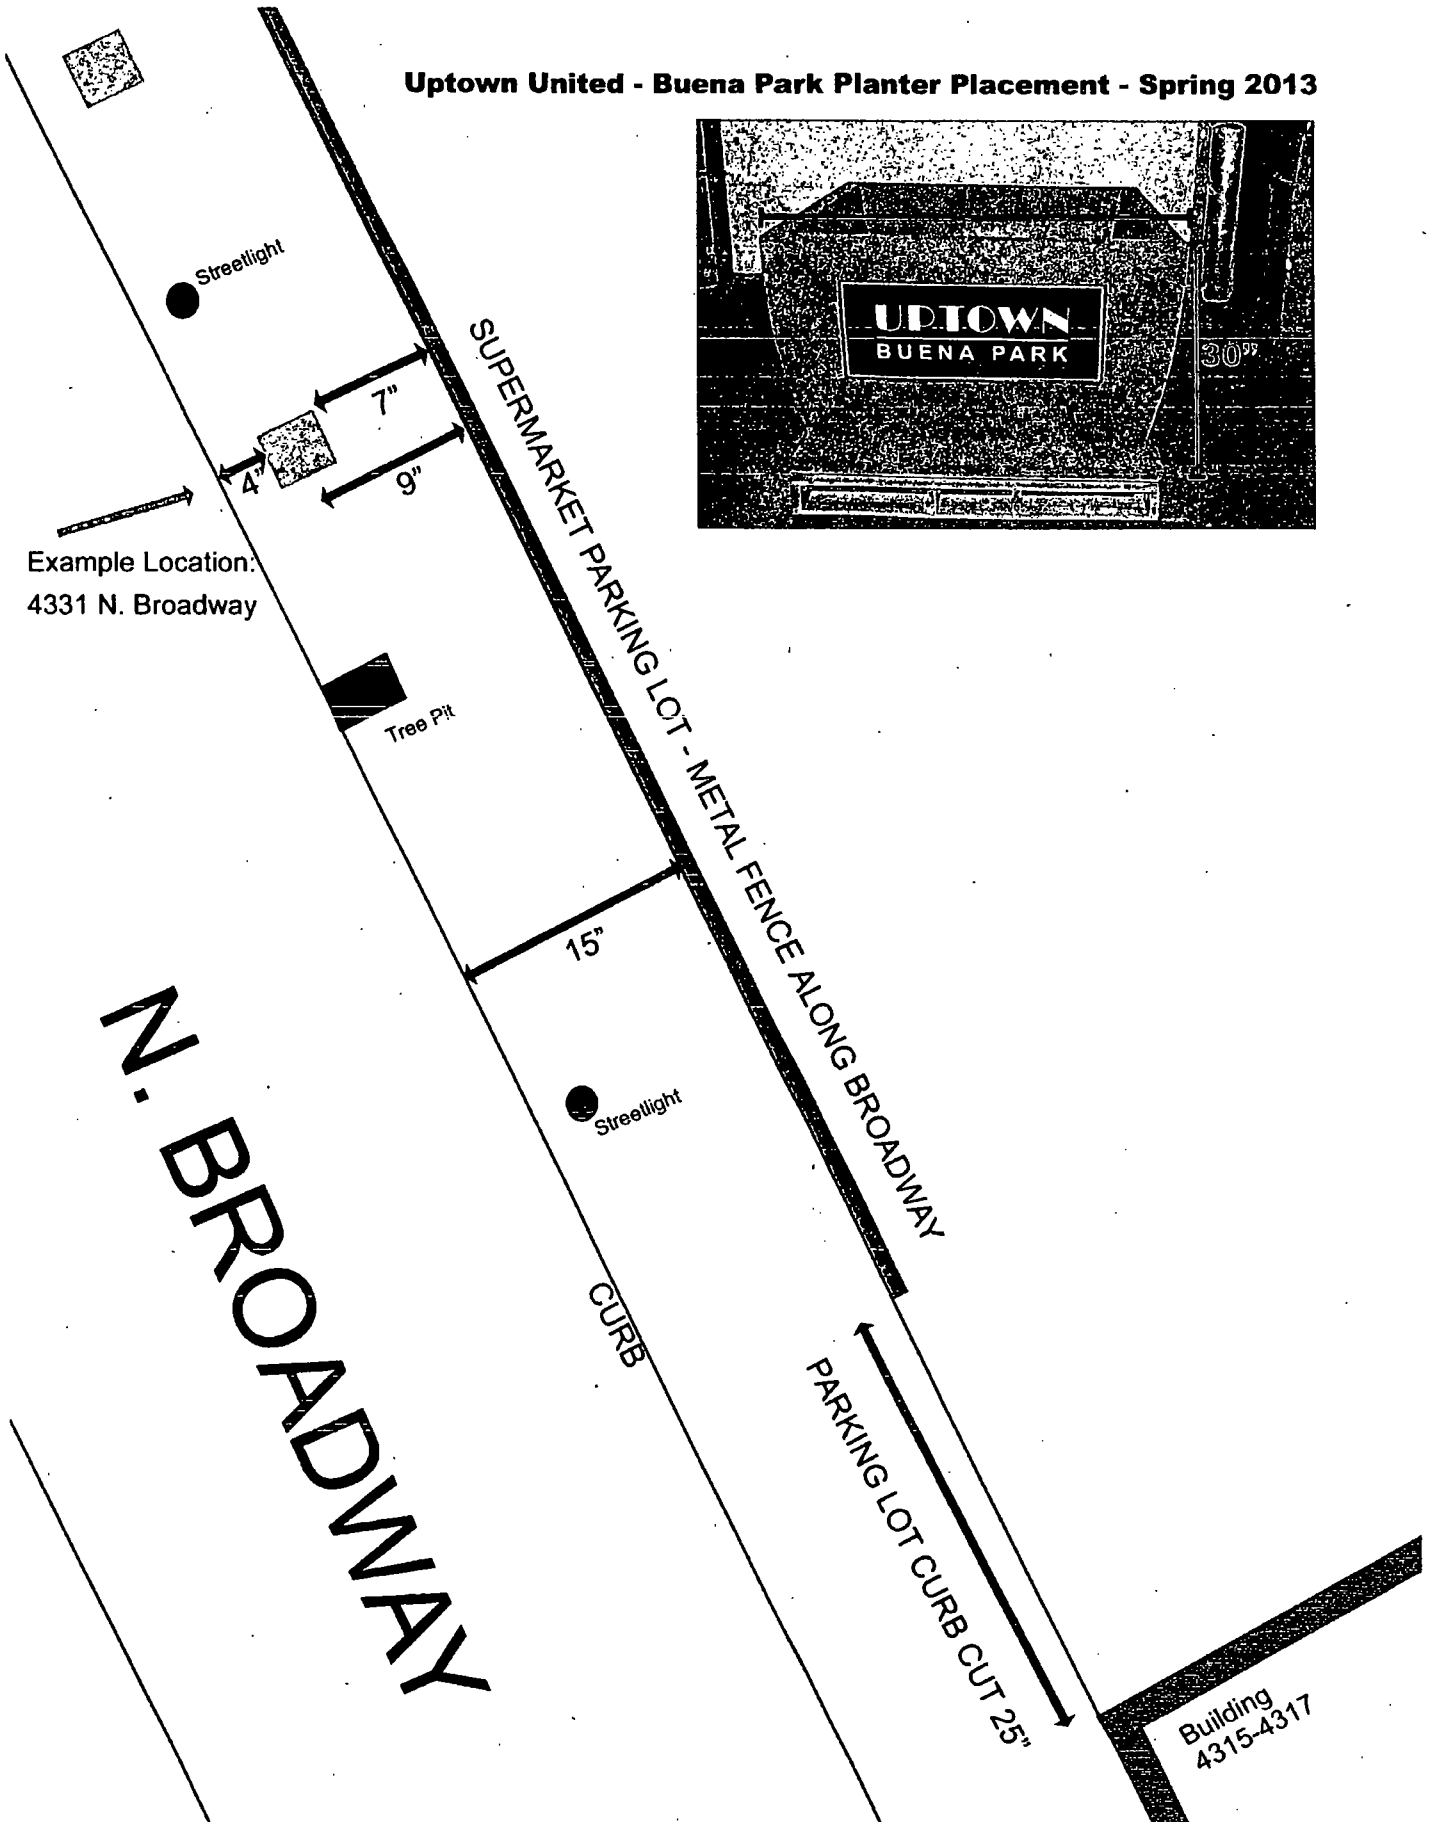 Uptown United - Buena Park Planter Placement - Spring 2013
UPTOWN
BUENA PARK
30”
Streetlight
7”
SUPERMARKET PARKING LOT - METAL FENCE ALONG BROADWAY
4”
9”
Example Location:
4331 N. Broadway
Tree Pit
15”
N. BROADWAY
Streetlight
CURB
PARKING LOT CURB CUT 25”
Building
4315-4317